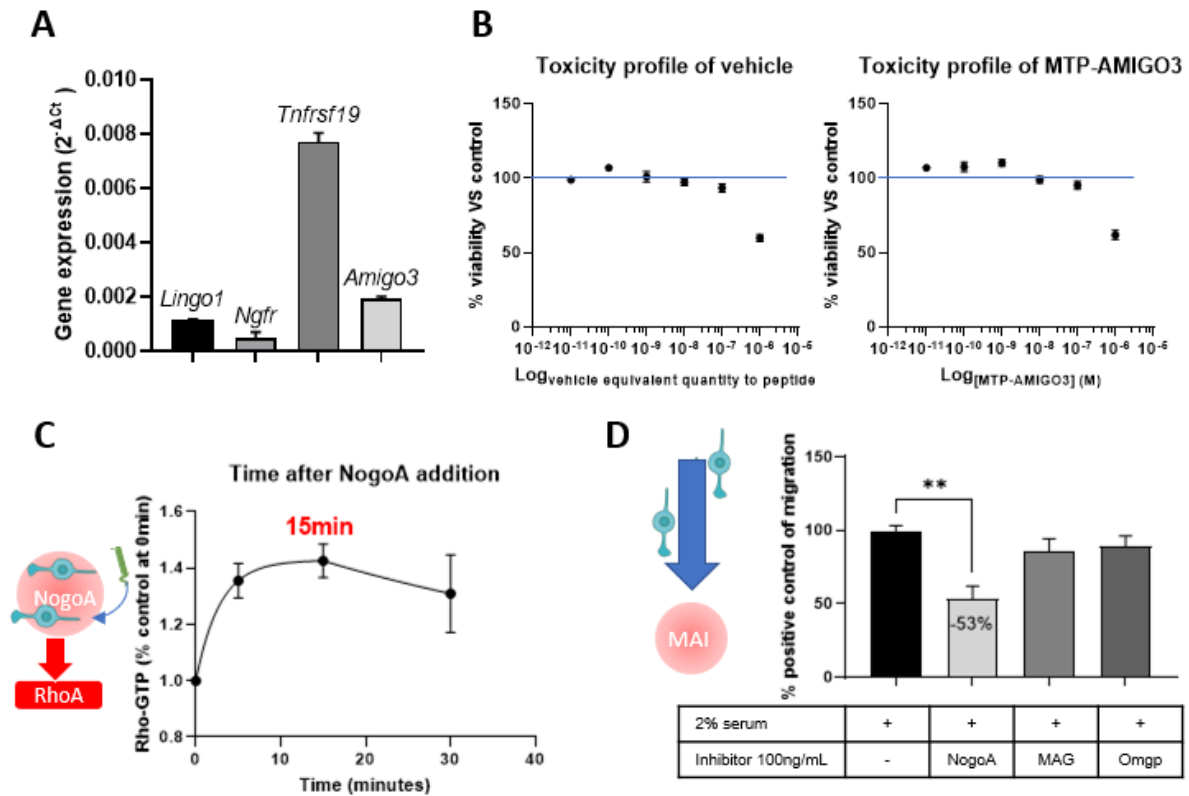 A
Gene expression (2^-ΔCt)
0.010
0.008
0.006
0.004
0.002
0.000
Lingo1
Ngfr
Tnfrsf19
Amigo3
B
Toxicity profile of vehicle
% viability VS control
150
100
50
0
10-12 10-11 10-10 10-9 10-8 10-7 10-6 10-5
Log vehicle equivalent quantity to peptide
Toxicity profile of MTP-AMIGO3
% viability VS control
150
100
50
0
10-12 10-11 10-10 10-9 10-8 10-7 10-6 10-5
Log [MTP-AMIGO3] (M)
C
NogoA
RhoA
Time after NogoA addition
Rho-GTP (% control at 0min)
1.6
1.4
1.2
1.0
0.8
15min
0 10 20 30 40
Time (minutes)
D
MAI
% positive control of migration
150
100
50
0
**
-53%
2% serum + + + +
Inhibitor 100ng/mL - NogoA MAG Omgp